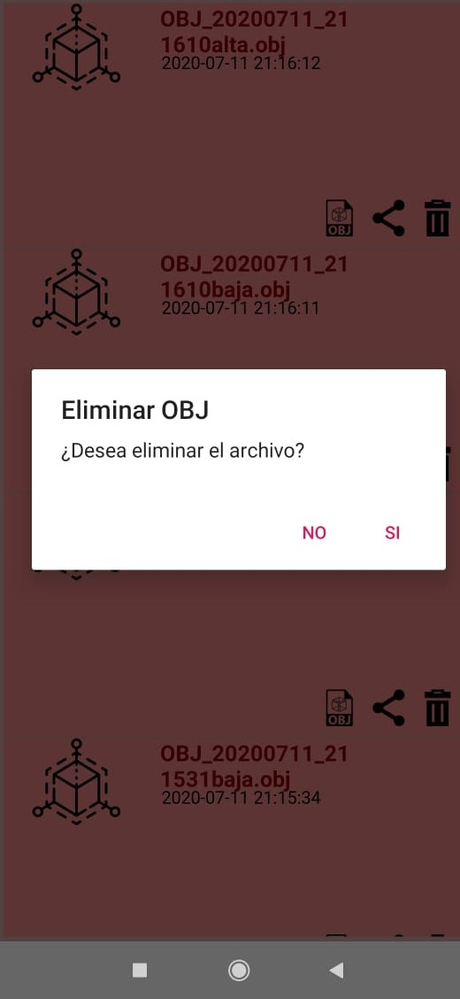 OBJ_20200711_21
1610alta.obj
2020-07-11 21:16:12
OBJ
OBJ_20200711_21
1610baja.obj
2020-07-11 21:16:11
Eliminar OBJ
¿Desea eliminar el archivo?
NO SI
OBJ
OBJ_20200711_21
1531baja.obj
2020-07-11 21:15:34